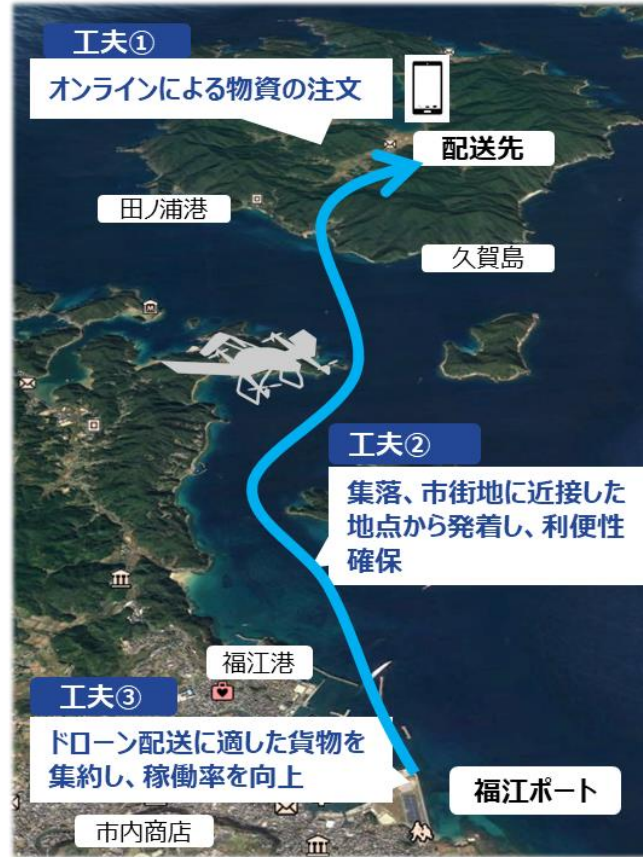 工夫①
オンラインによる物資の注文
配送先
田ノ浦港
久賀島
工夫②
集落、市街地に近接した
地点から発着し、利便性
確保
福江港
工夫③
ドローン配送に適した貨物を
集約し、稼働率を向上
福江ポート
市内商店